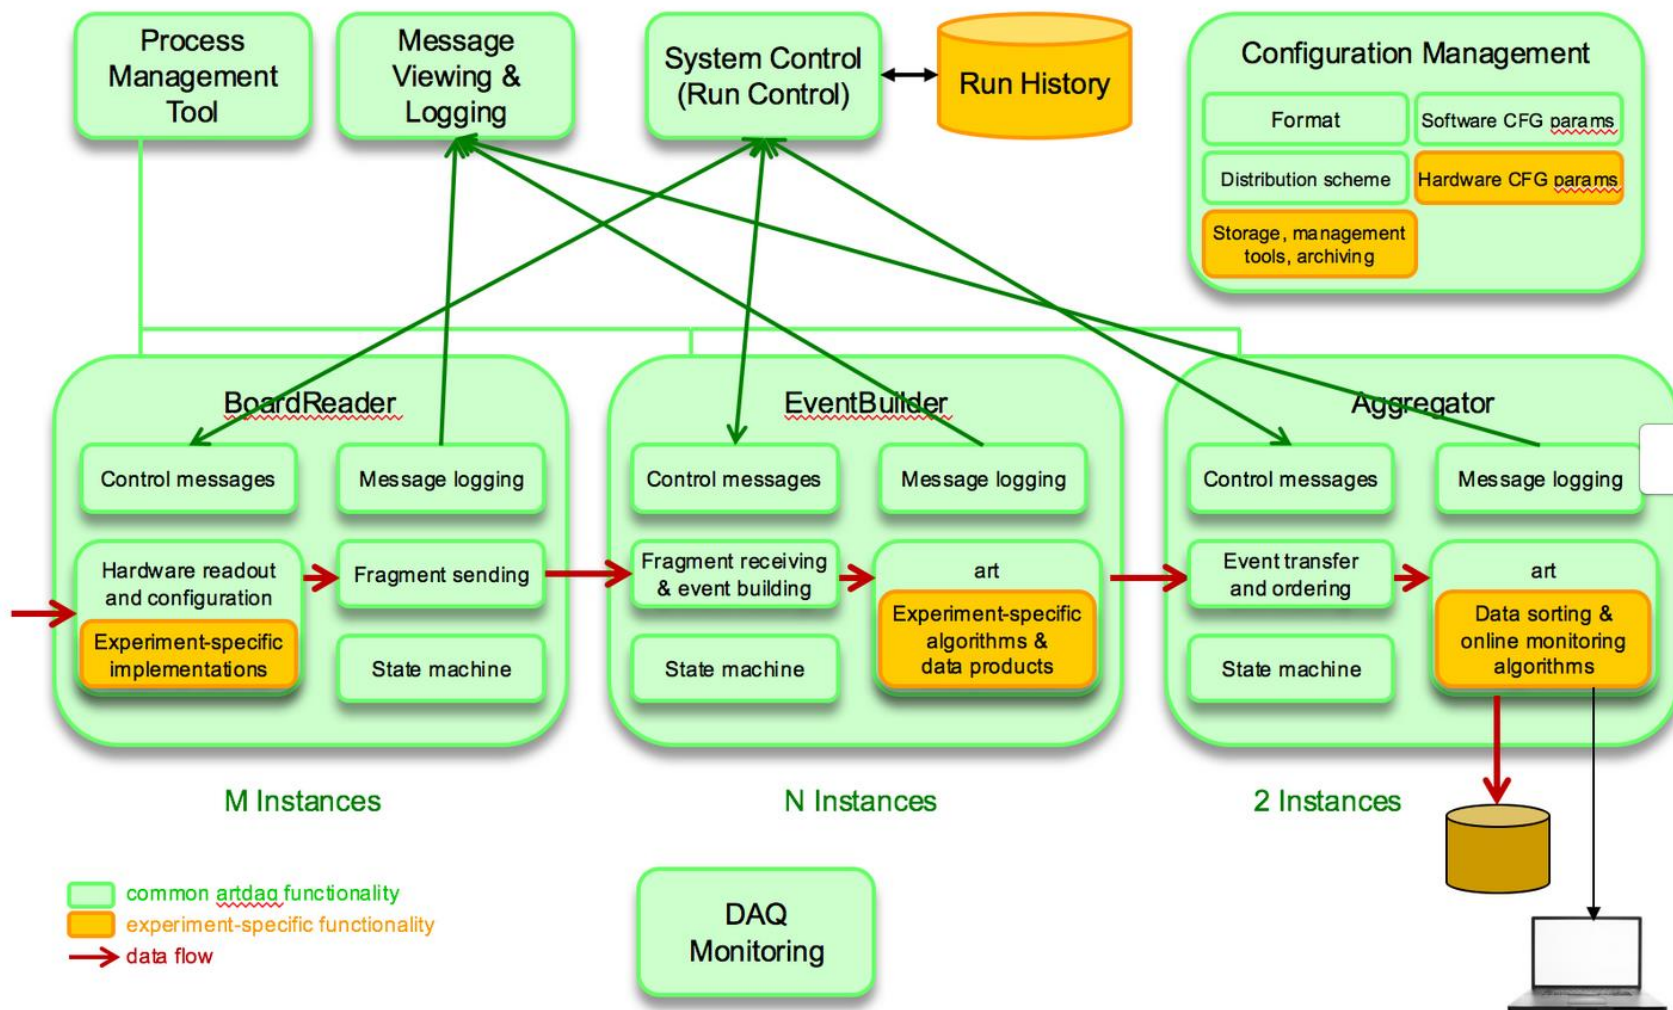 Process
Management
Tool
Message
Viewing &
Logging
System Control
(Run Control)
Run History
Configuration Management
Format
Software CFG params
Distribution scheme
Hardware CFG params
Storage, management
tools, archiving
BoardReader
Control messages
Message logging
Hardware readout
and configuration
Experiment-specific
implementations
Fragment sending
State machine
EventBuilder
Control messages
Message logging
Fragment receiving
& event building
art
Experiment-specific
algorithms &
data products
State machine
Aggregator
Control messages
Message logging
Event transfer
and ordering
art
Data sorting &
online monitoring
algorithms
State machine
M Instances
N Instances
2 Instances
common artdaq functionality
experiment-specific functionality
data flow
DAQ
Monitoring